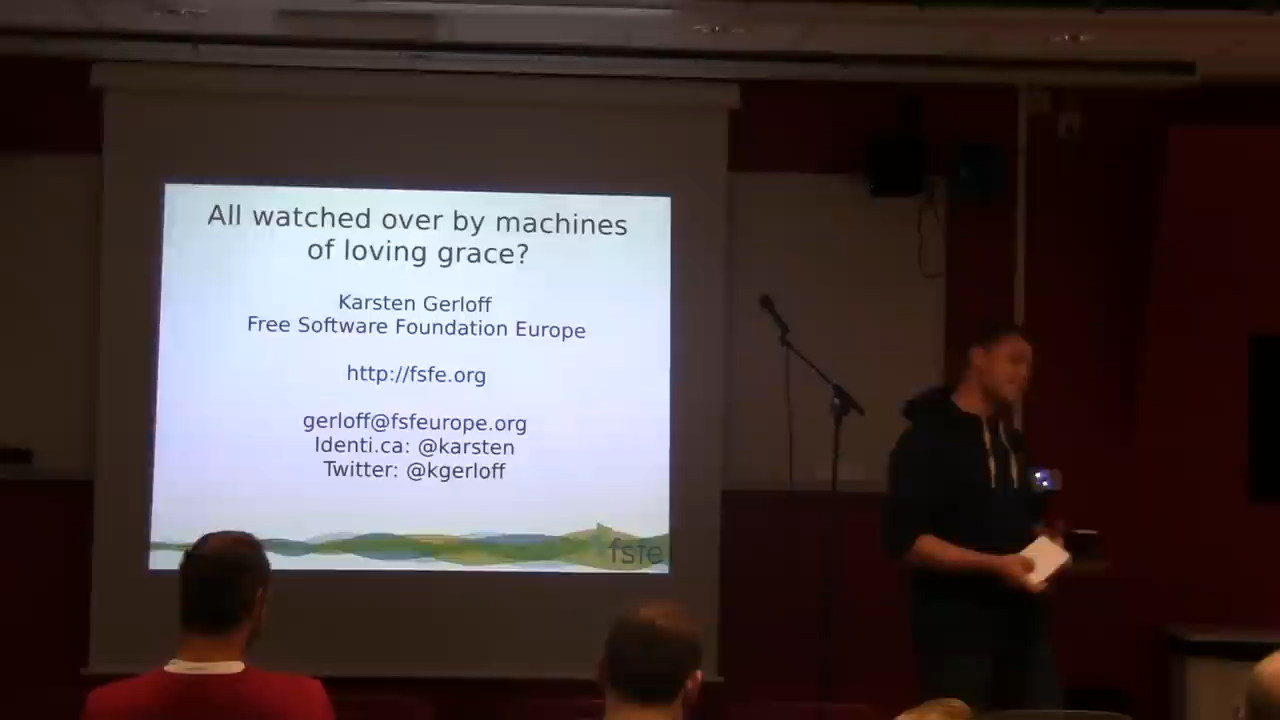 All watched over by machines
of loving grace?
Karsten Gerloff
Free Software Foundation Europe
http://fsfe.org
gerloff@fsfeurope.org
Identi.ca: @karsten
Twitter: @kgerloff
fsfe